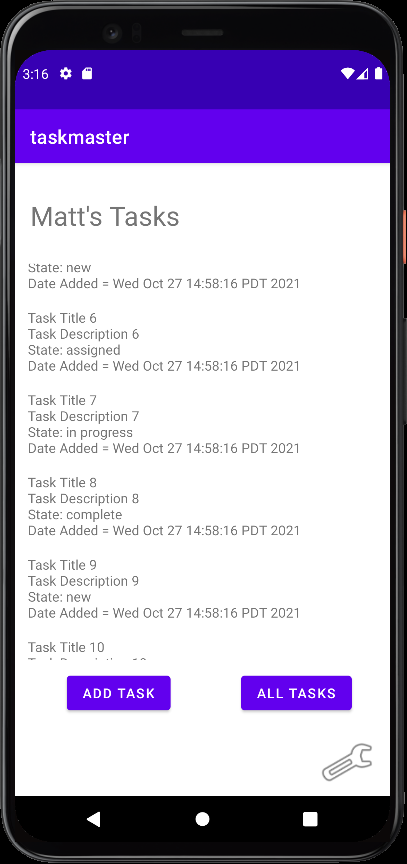 3:16
taskmaster
Matt's Tasks
State: new
Date Added = Wed Oct 27 14:58:16 PDT 2021
Task Title 6
Task Description 6
State: assigned
Date Added = Wed Oct 27 14:58:16 PDT 2021
Task Title 7
Task Description 7
State: in progress
Date Added = Wed Oct 27 14:58:16 PDT 2021
Task Title 8
Task Description 8
State: complete
Date Added = Wed Oct 27 14:58:16 PDT 2021
Task Title 9
Task Description 9
State: new
Date Added = Wed Oct 27 14:58:16 PDT 2021
Task Title 10
ADD TASK
ALL TASKS